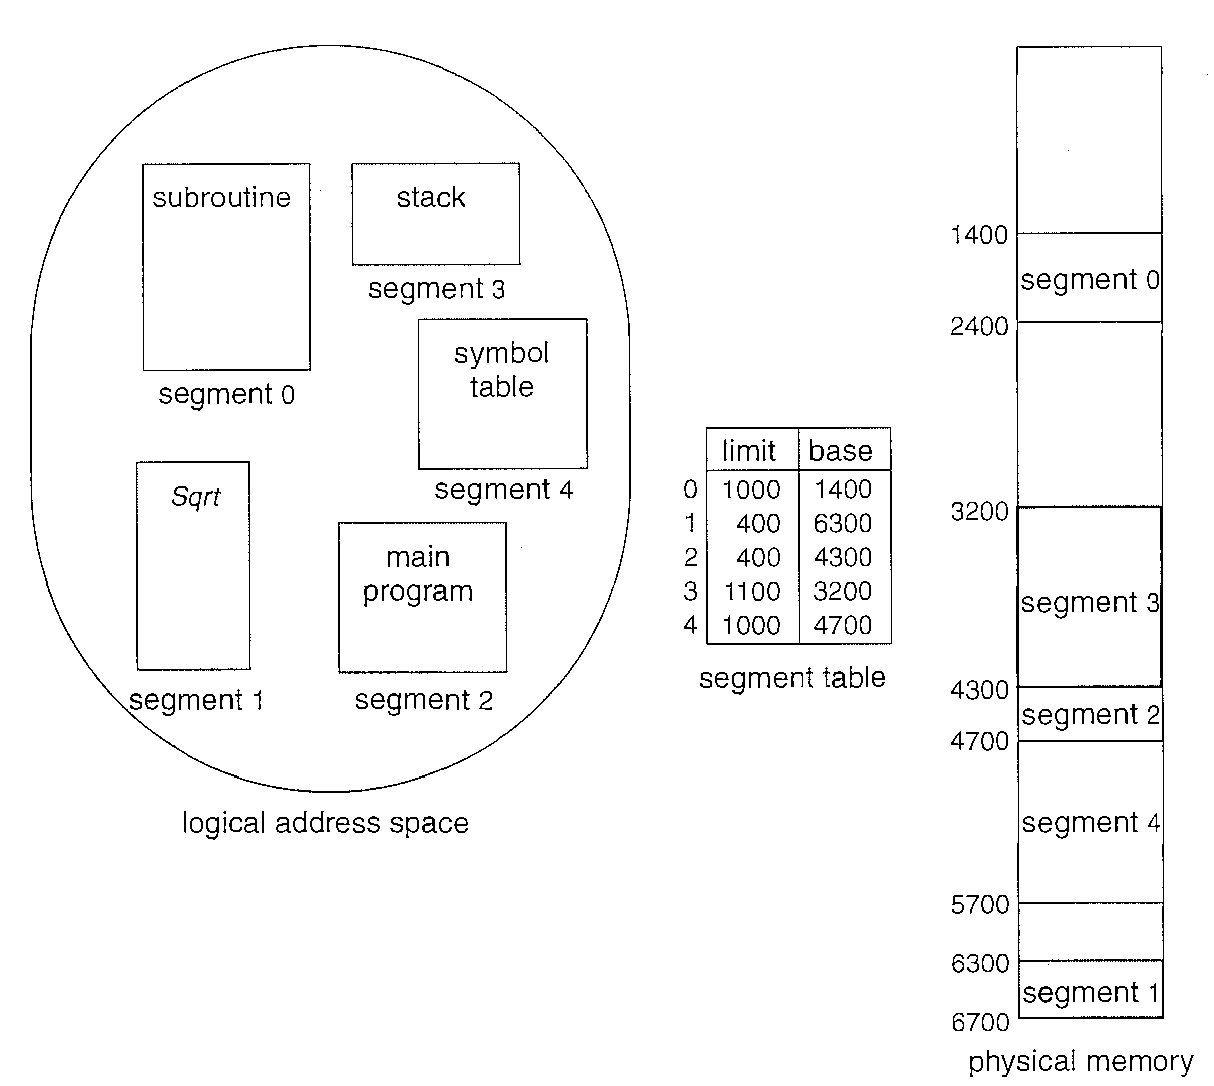 subroutine
segment 0
stack
segment 3
symbol
table
segment 4
Sqrt
segment 1
main
program
segment 2
logical address space
limit base
0 1000 1400
1 400 6300
2 400 4300
3 1100 3200
4 1000 4700
segment table
1400
segment 0
2400
3200
segment 3
4300
segment 2
4700
segment 4
5700
6300
segment 1
6700
physical memory